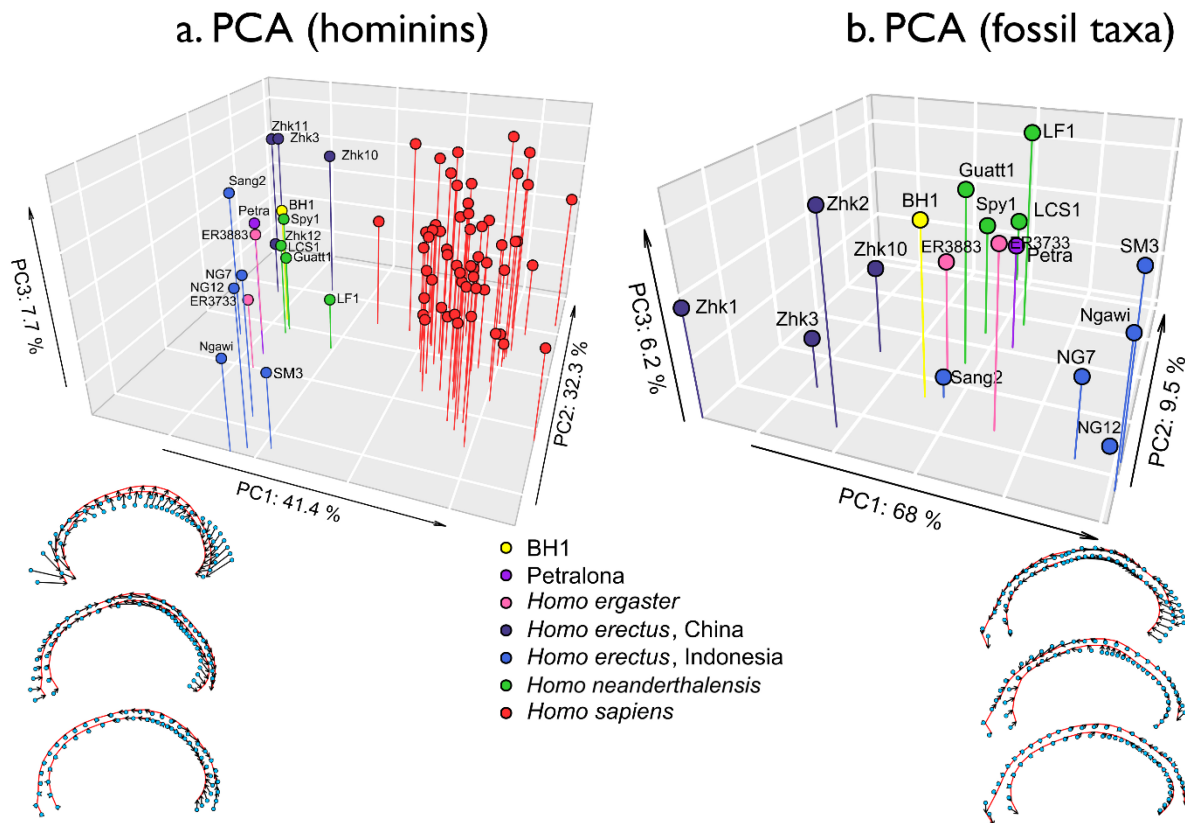 a. PCA (hominins)
Zhk11
Zhk3
Zhk10
Sang2
Petra
BH1
Spy1
ER3883
Zhk12
LCS1
Guatt1
NG7
NG12
ER3733
LF1
Ngawi
SM3
PC3: 7.7 %
PC1: 41.4 %
PC2: 32.3 %
b. PCA (fossil taxa)
LF1
Guatt1
Zhk2
BH1
Spy1
LCS1
ER3883
ER3733
Petra
SM3
Zhk10
Zhk1
Zhk3
Ngawi
Sang2
NG7
NG12
PC3: 6.2 %
PC1: 68 %
PC2: 9.5 %
BH1
Petralona
Homo ergaster
Homo erectus, China
Homo erectus, Indonesia
Homo neanderthalensis
Homo sapiens